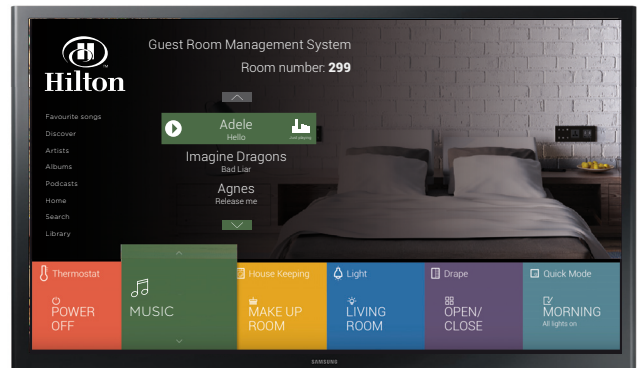 Guest Room Management System
Room number: 299
Hilton
Favourite songs
Discover
Artists
Albums
Podcasts
Home
Search
Library
Adele
Hello
Imagine Dragons
Bad Liar
Agnes
Release me
Thermostat
POWER
OFF
MUSIC
House Keeping
MAKE UP
ROOM
Light
LIVING
ROOM
Drape
OPEN/
CLOSE
Quick Mode
MORNING
All lights on
SAMSUNG